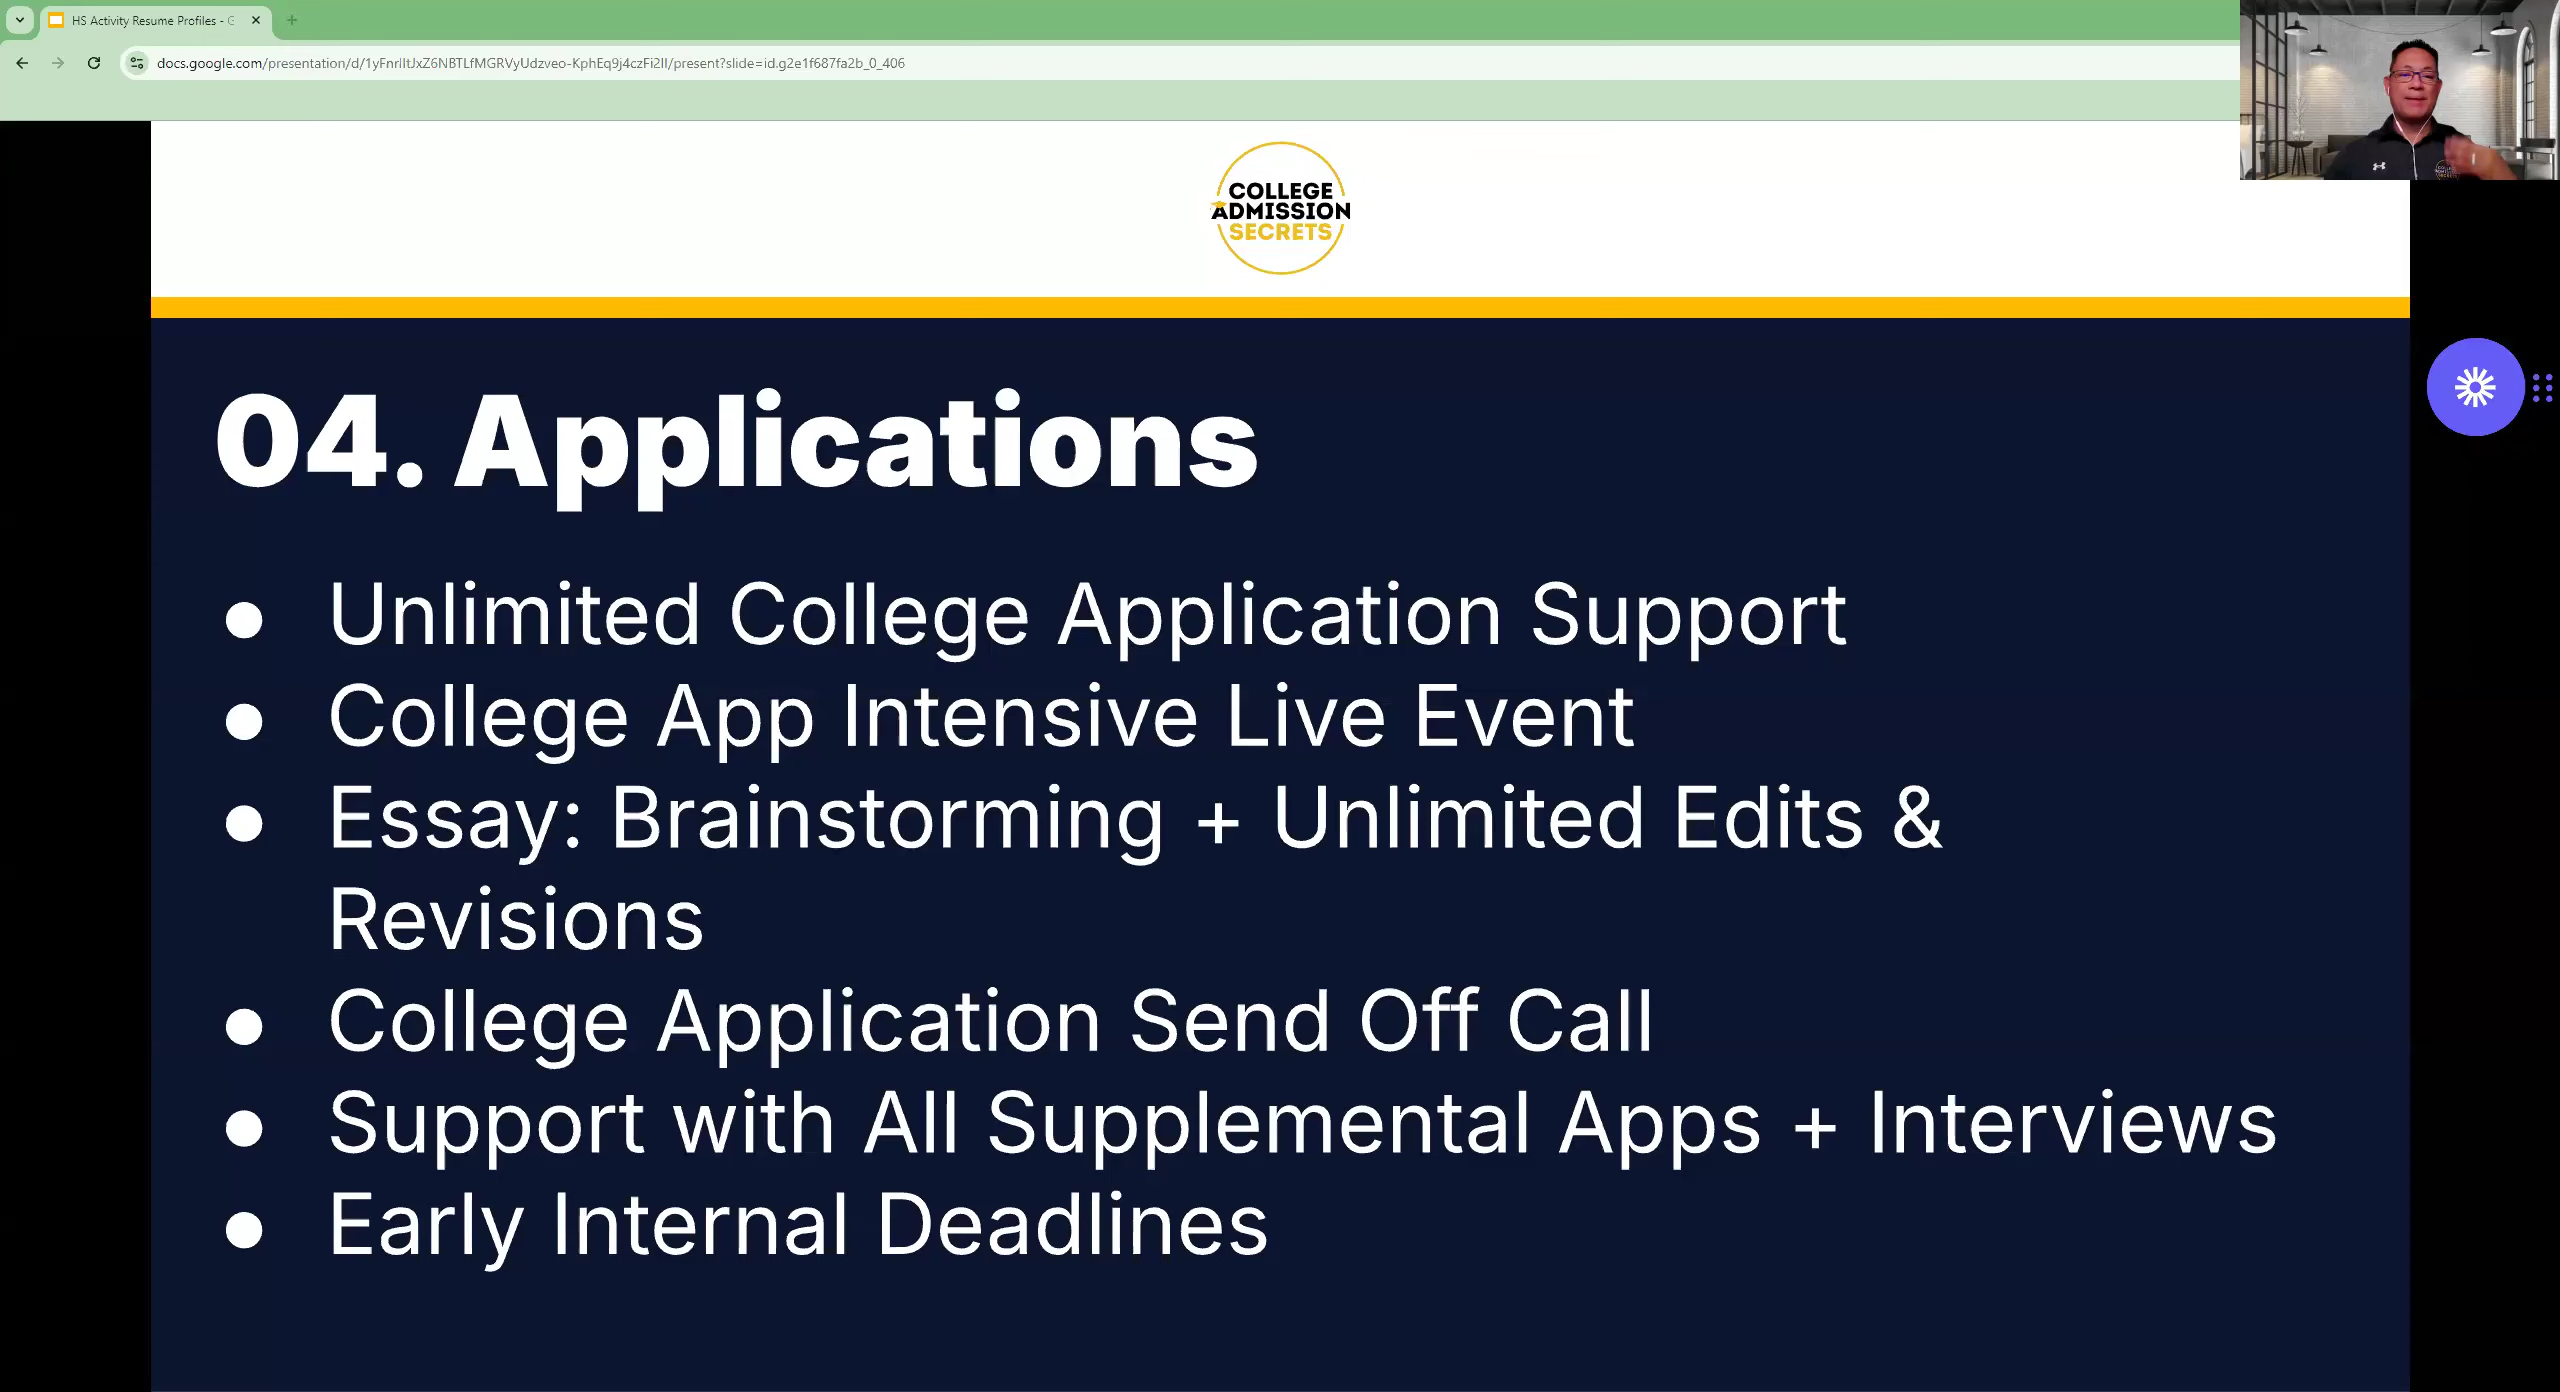 HS Activity Resume Profiles - G
docs.google.com/presentation/d/1yFnrlItJxZ6NBTLfMGRVyUdzveo-KphEq9j4czFi2lI/present?slide=id.g2e1f687fa2b_0_406
COLLEGE
ADMISSION
SECRETS
04. Applications
● Unlimited College Application Support
● College App Intensive Live Event
● Essay: Brainstorming + Unlimited Edits &
Revisions
● College Application Send Off Call
● Support with All Supplemental Apps + Interviews
● Early Internal Deadlines